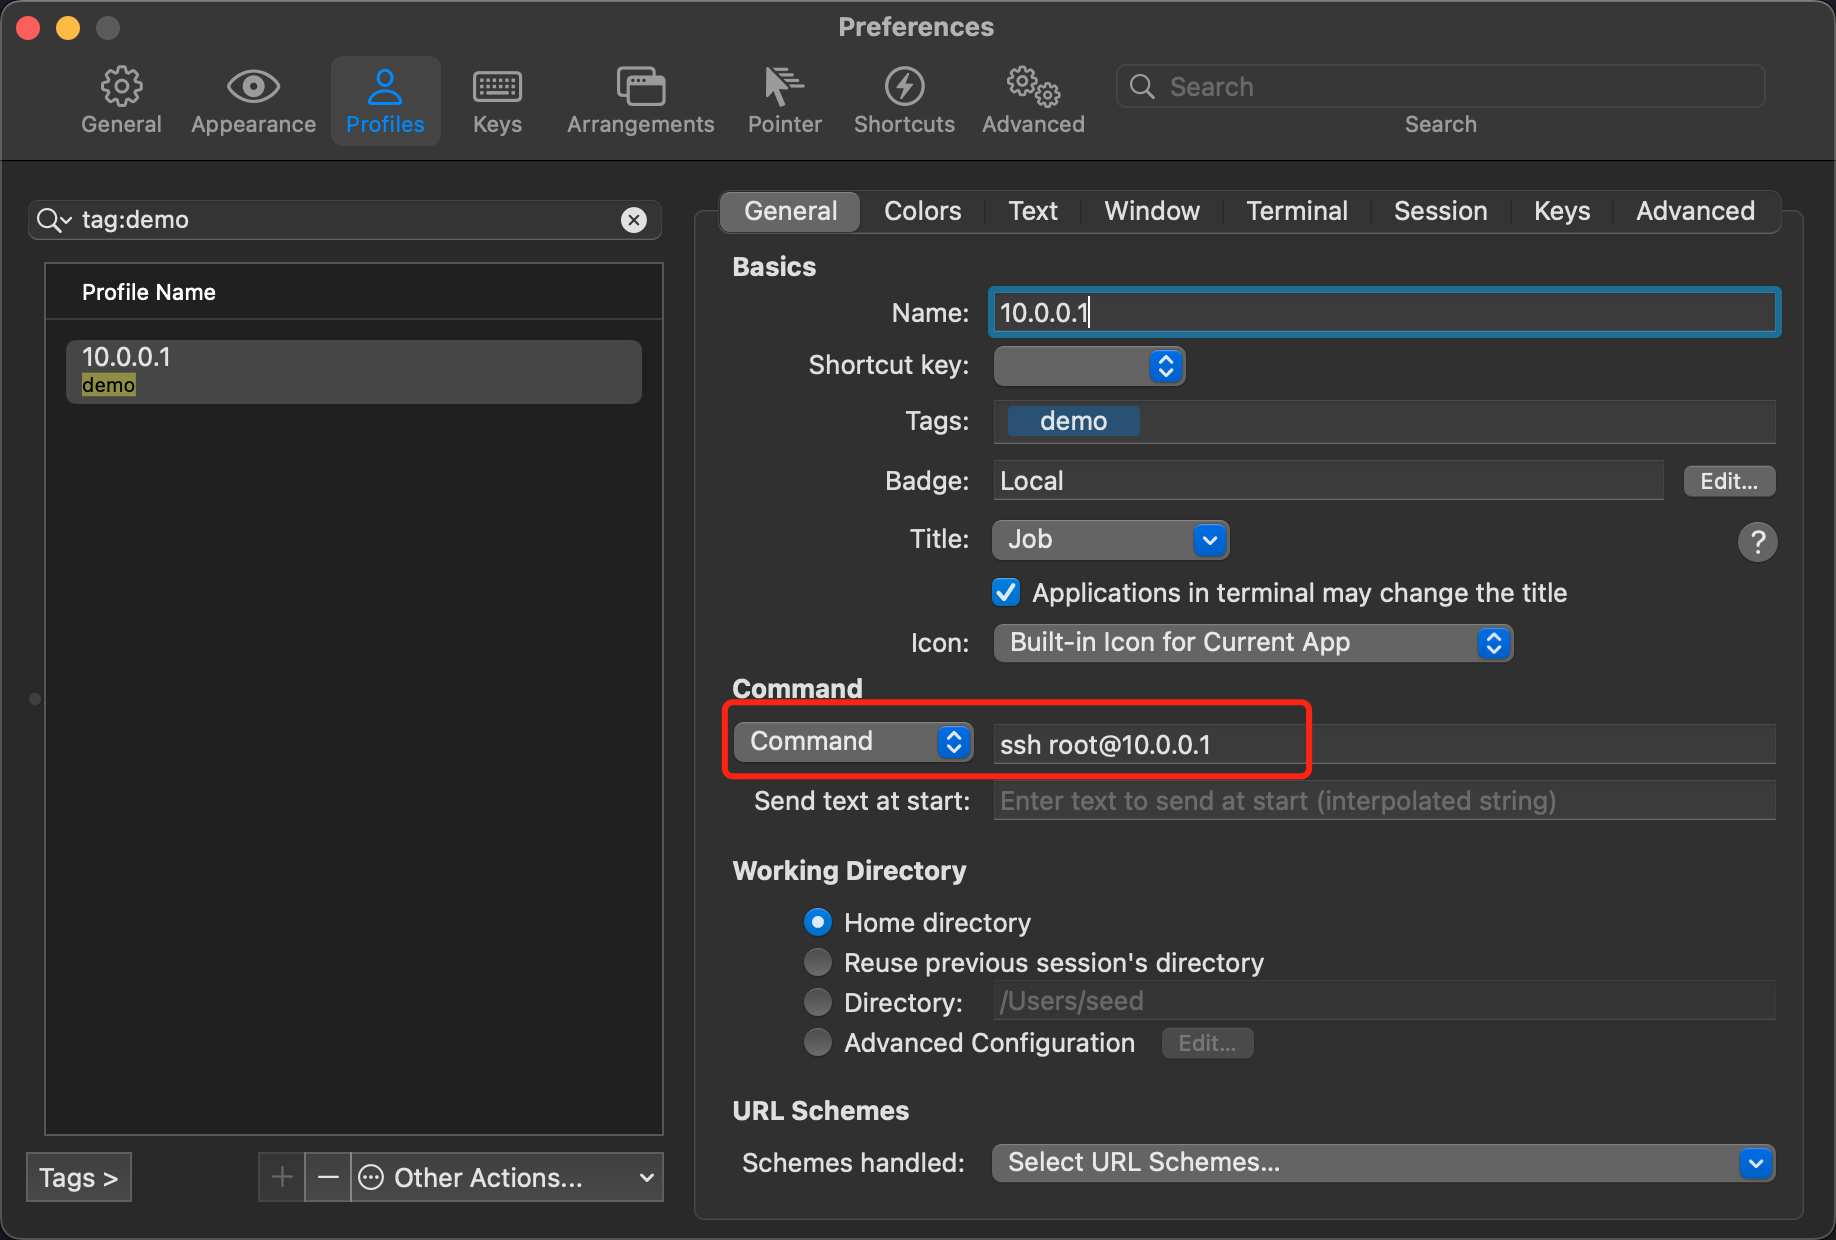 Preferences
General Appearance Profiles Keys Arrangements Pointer Shortcuts Advanced Search
Search
tag:demo
Profile Name
10.0.0.1
demo
Tags >
Other Actions...
General Colors Text Window Terminal Session Keys Advanced
Basics
Name: 10.0.0.1
Shortcut key:
Tags: demo
Badge: Local Edit...
Title: Job ?
Applications in terminal may change the title
Icon: Built-in Icon for Current App
Command
Command ssh root@10.0.0.1
Send text at start: Enter text to send at start (interpolated string)
Working Directory
Home directory
Reuse previous session's directory
Directory: /Users/seed
Advanced Configuration Edit...
URL Schemes
Schemes handled: Select URL Schemes...